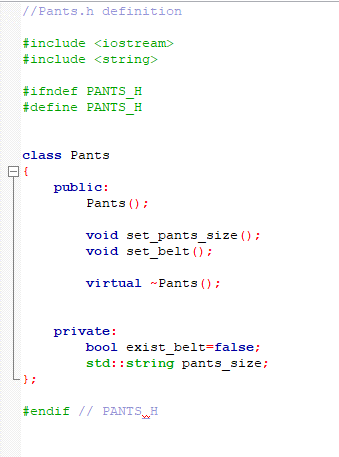 //Pants.h definition
#include <iostream>
#include <string>
#ifndef PANTS_H
#define PANTS_H
class Pants
{
public:
Pants();
void set_pants_size();
void set_belt();
virtual ~Pants();
private:
bool exist_belt=false;
std::string pants_size;
};
#endif // PANTS_H